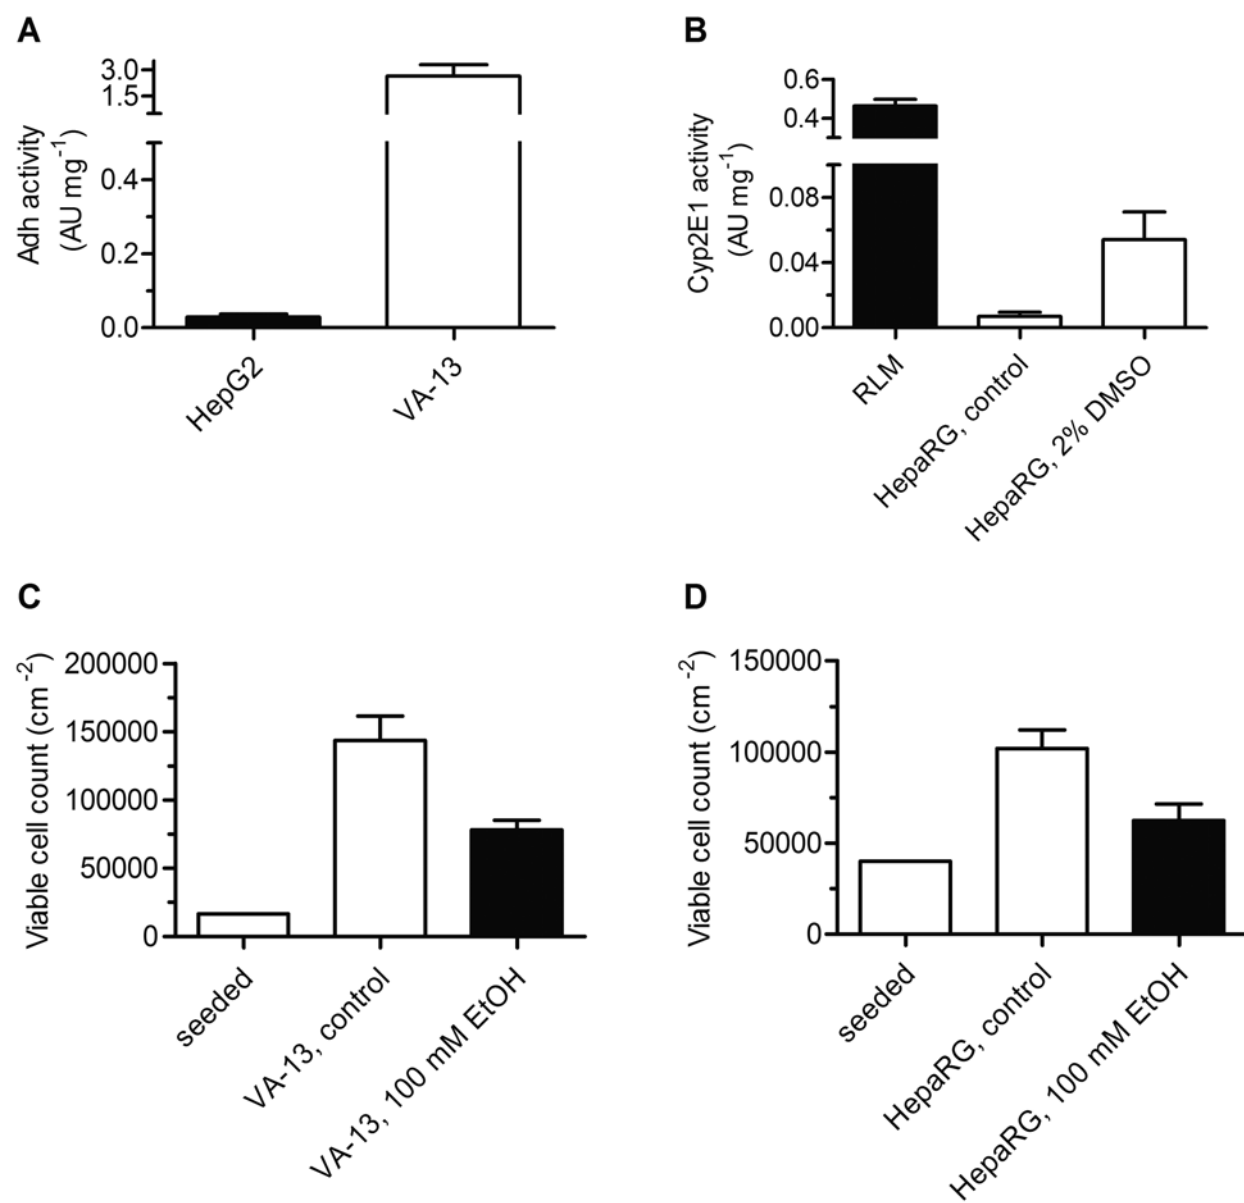 A
Adh activity
(AU mg-1)
3.0
1.5
0.4
0.2
0.0
HepG2
VA-13
B
Cyp2E1 activity
(AU mg-1)
0.6
0.4
0.08
0.04
0.00
RLM
HepaRG, control
HepaRG, 2% DMSO
C
Viable cell count (cm-2)
200000
150000
100000
50000
0
seeded
VA-13, control
VA-13, 100 mM EtOH
D
Viable cell count (cm-2)
150000
100000
50000
0
seeded
HepaRG, control
HepaRG, 100 mM EtOH